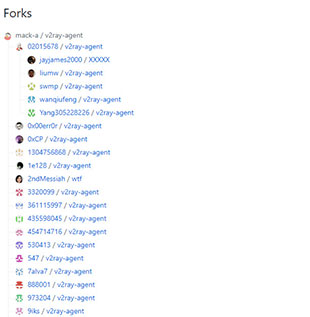 Forks
mack-a / v2ray-agent
02015678 / v2ray-agent
jayjames2000 / XXXXX
liumw / v2ray-agent
swmp / v2ray-agent
wanqiufeng / v2ray-agent
Yang305228226 / v2ray-agent
0x00err0r / v2ray-agent
0xCP / v2ray-agent
1304756868 / v2ray-agent
1e128 / v2ray-agent
2ndMessiah / wtf
3320099 / v2ray-agent
361115997 / v2ray-agent
435598045 / v2ray-agent
454714716 / v2ray-agent
530413 / v2ray-agent
547 / v2ray-agent
7alva7 / v2ray-agent
888001 / v2ray-agent
973204 / v2ray-agent
9iks / v2ray-agent